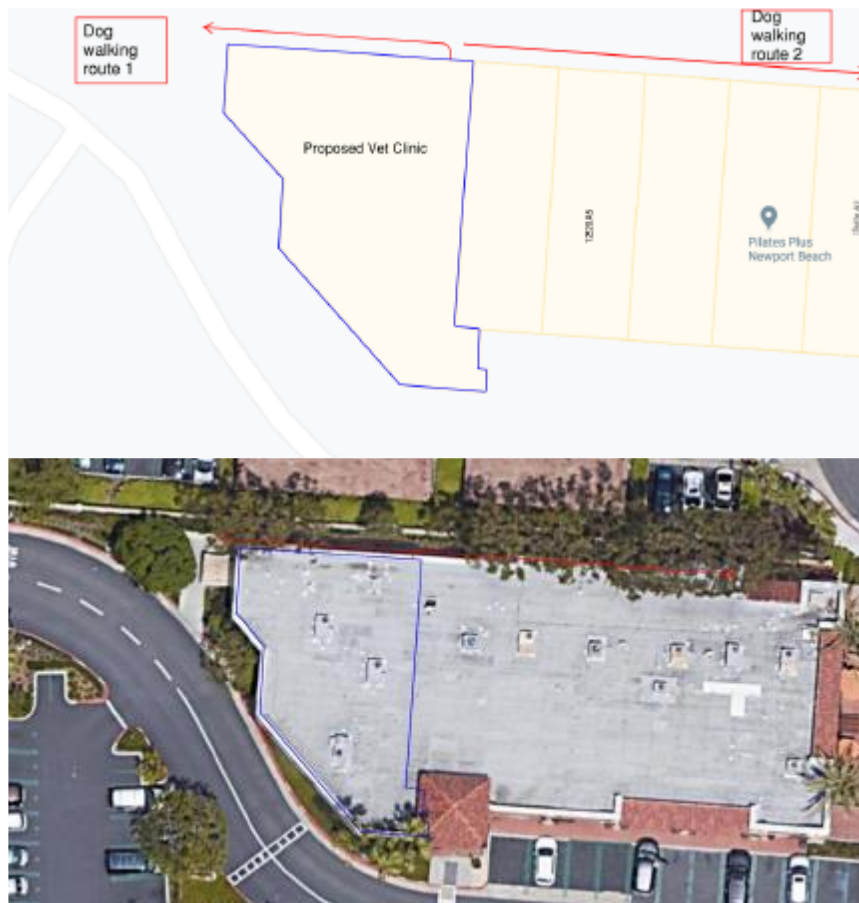 Dog
walking
route 1
Dog
walking
route 2
Proposed Vet Clinic
Pilates Plus
Newport Beach